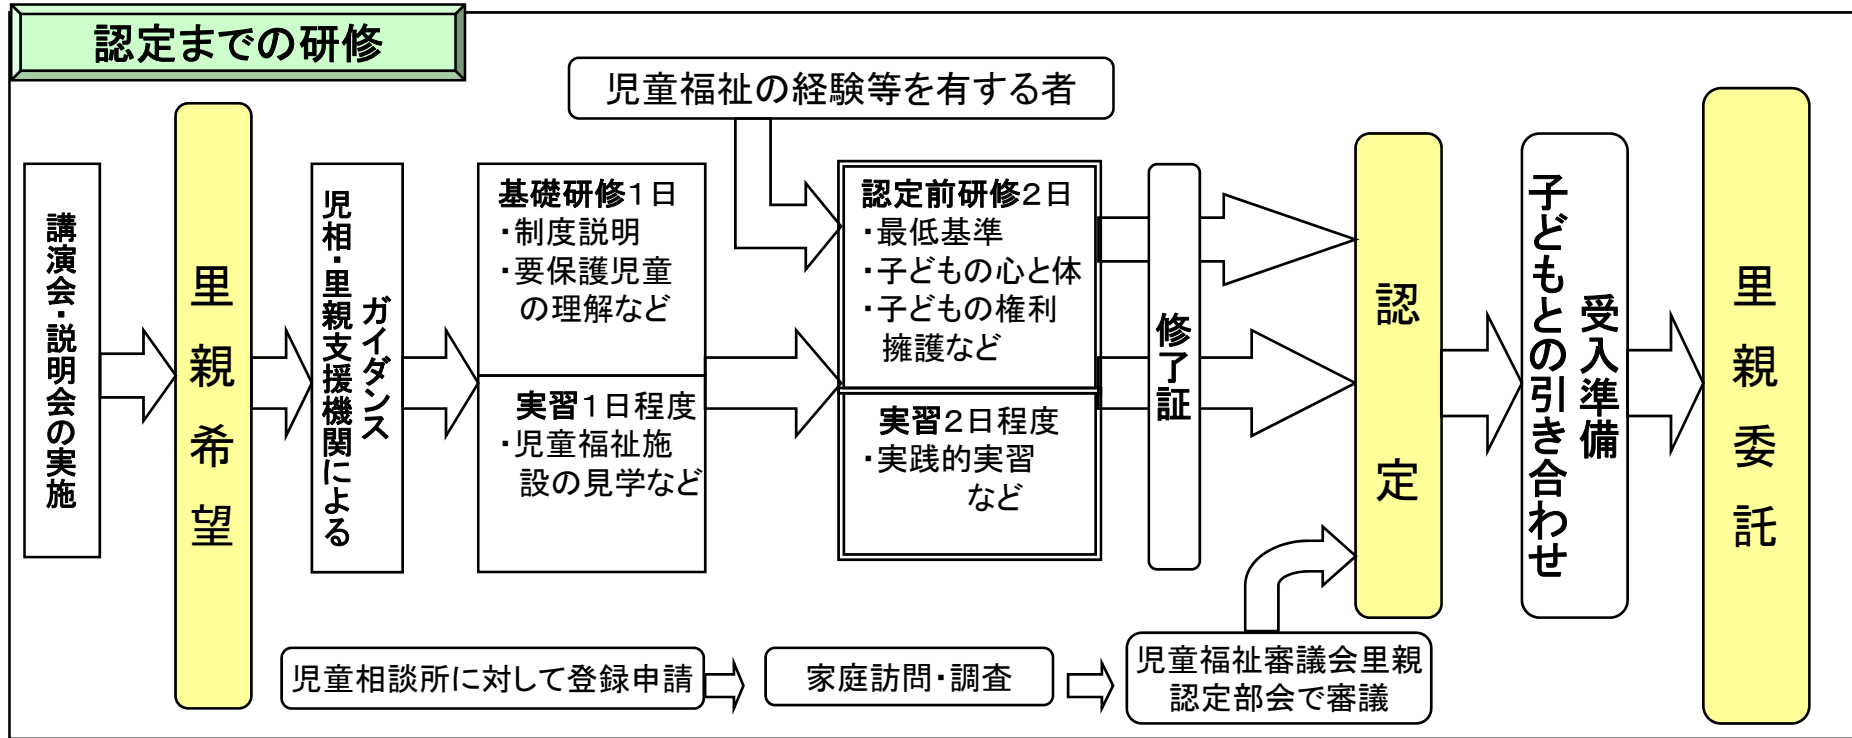 認定までの研修
児童福祉の経験等を有する者
講演会・説明会の実施
里親希望
児相・里親支援機関による
ガイダンス
基礎研修1日
・制度説明
・要保護児童
の理解など
実習1日程度
・児童福祉施
設の見学など
認定前研修2日
・最低基準
・子どもの心と体
・子どもの権利
擁護など
実習2日程度
・実践的実習
など
修了証
認定
子どもとの引き合わせ
受入準備
里親委託
児童相談所に対して登録申請
家庭訪問・調査
児童福祉審議会里親
認定部会で審議